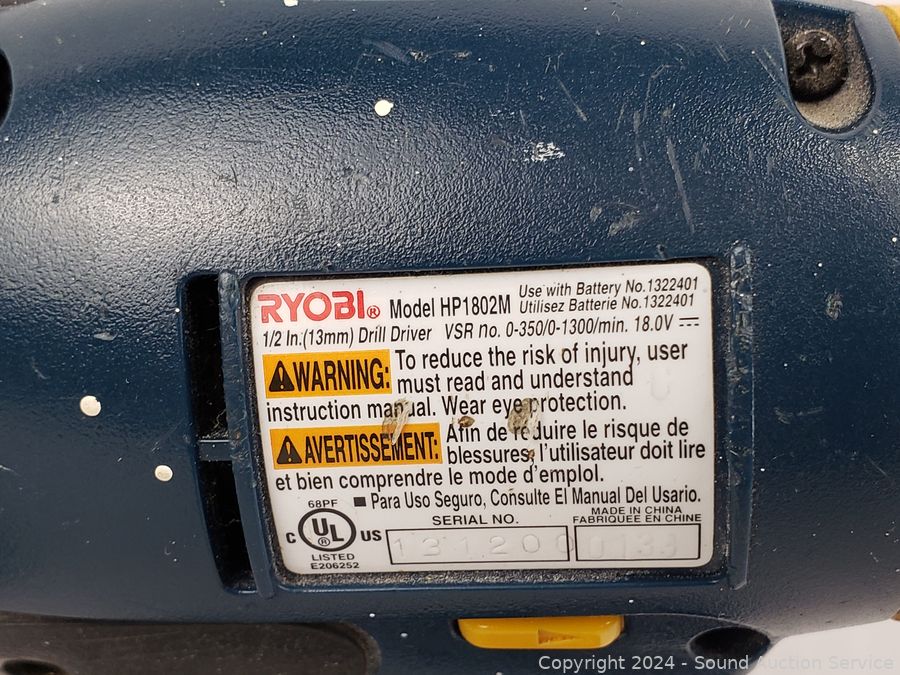 RYOBI® Model HP1802M Use with Battery No.1322401
Utilisez Batterie No.1322401
1/2 In.(13mm) Drill Driver VSR no. 0-350/0-1300/min. 18.0V
WARNING: To reduce the risk of injury, user
must read and understand
instruction manual. Wear eye protection.
AVERTISSEMENT: Afin de réduire le risque de
blessures, l'utilisateur doit lire
et bien comprendre le mode d'emploi.
■ Para Uso Seguro, Consulte El Manual Del Usario.
68PF
C UL® US
LISTED
E206252
SERIAL NO.
131200
MADE IN CHINA
FABRIQUÉE EN CHINE
Copyright 2024 - Sound Auction Service